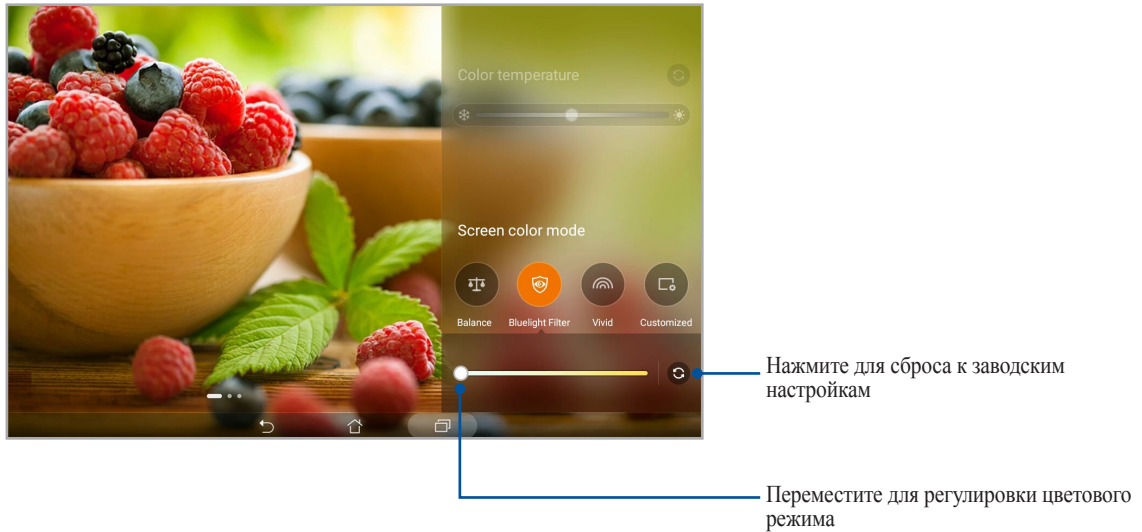 Color temperature
Screen color mode
Balance Bluelight Filter Vivid Customized
Нажмите для сброса к заводским
настройкам
Переместите для регулировки цветового
режима